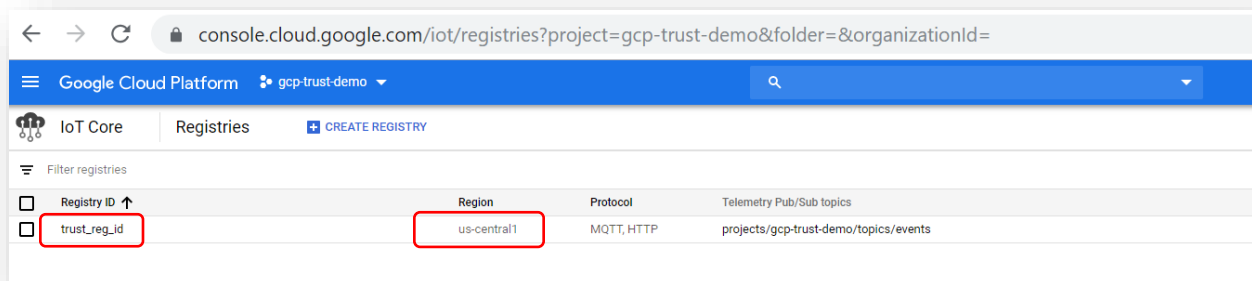 console.cloud.google.com/iot/registries?project=gcp-trust-demo&folder=&organizationId=
Google Cloud Platform gcp-trust-demo
IoT Core Registries CREATE REGISTRY
Filter registries
Registry ID Region Protocol Telemetry Pub/Sub topics
trust_reg_id us-central1 MQTT, HTTP projects/gcp-trust-demo/topics/events